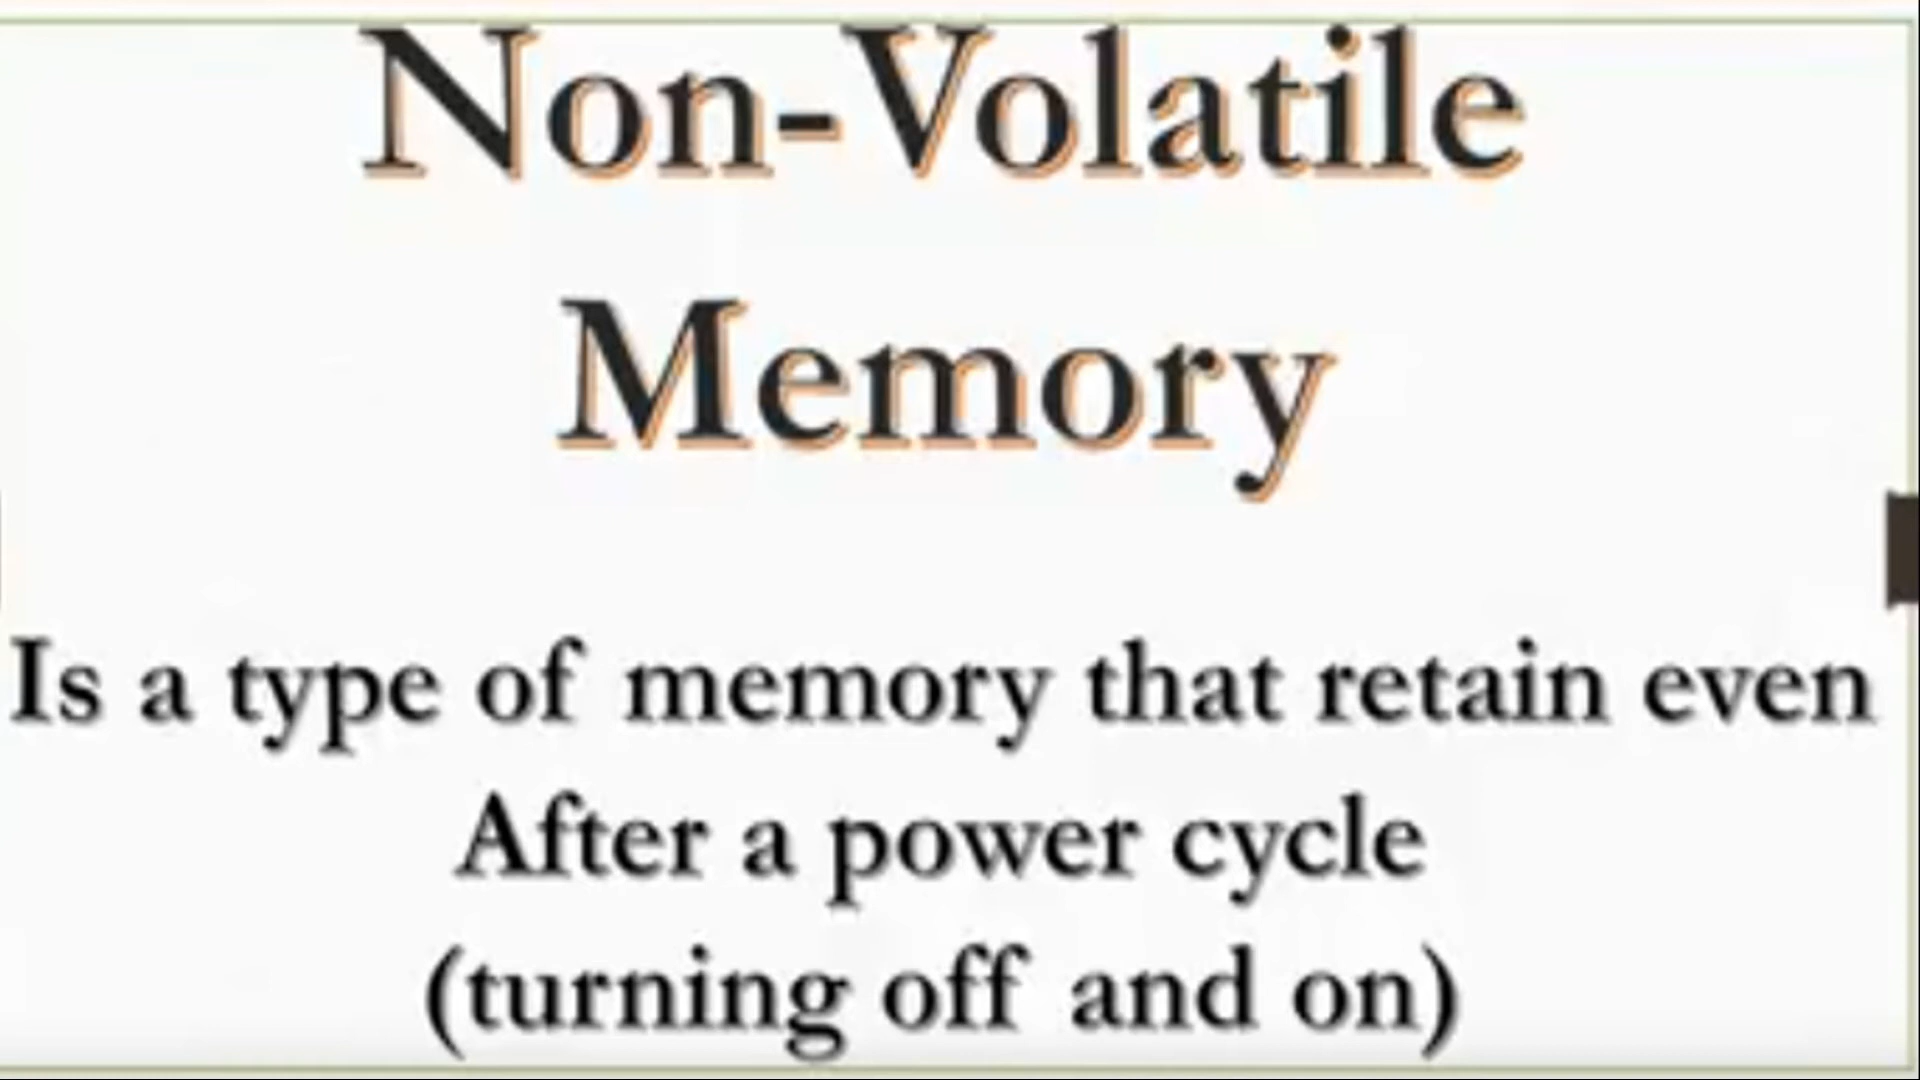 Non-Volatile
Memory
Is a type of memory that retain even
After a power cycle
(turning off and on)